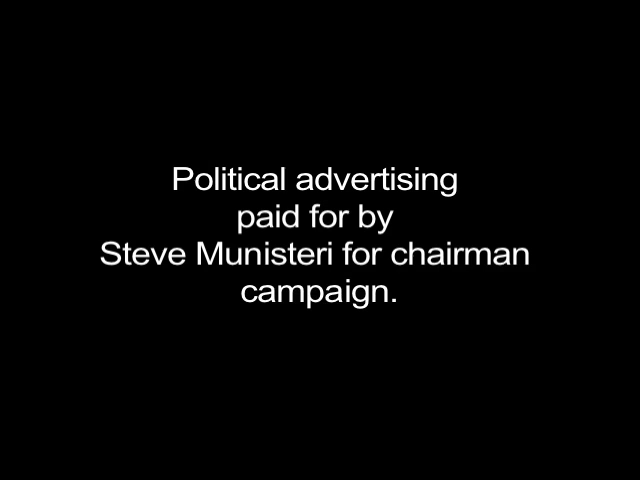 Political advertising
paid for by
Steve Munisteri for chairman
campaign.